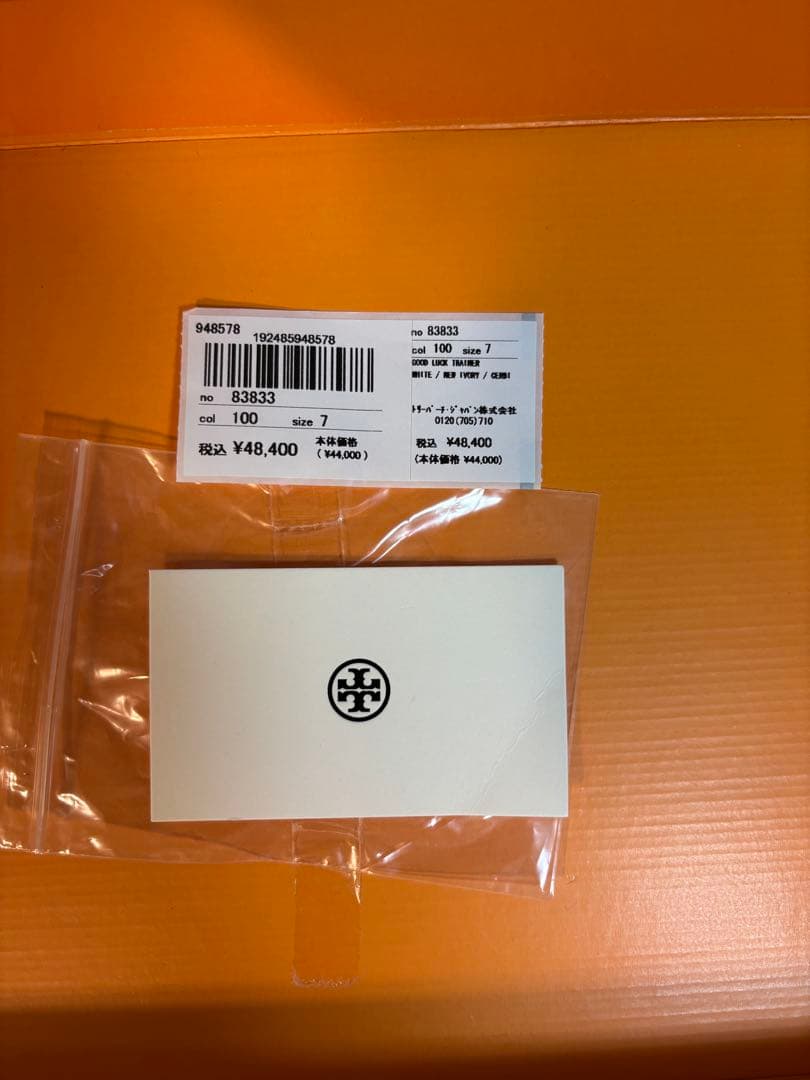 948578
192485948578
no 83833
col 100 size 7
税込 ¥48,400 本体価格
( ¥44,000 )
no 83833
col 100 size 7
GOOD LUCK TRAINER
WHITE / NEW IVORY / CERBI
ﾄﾘｰﾊﾞｰﾁ･ｼﾞｬﾊﾟﾝ株式会社
0120(705)710
税込 ¥48,400
(本体価格 ¥44,000)